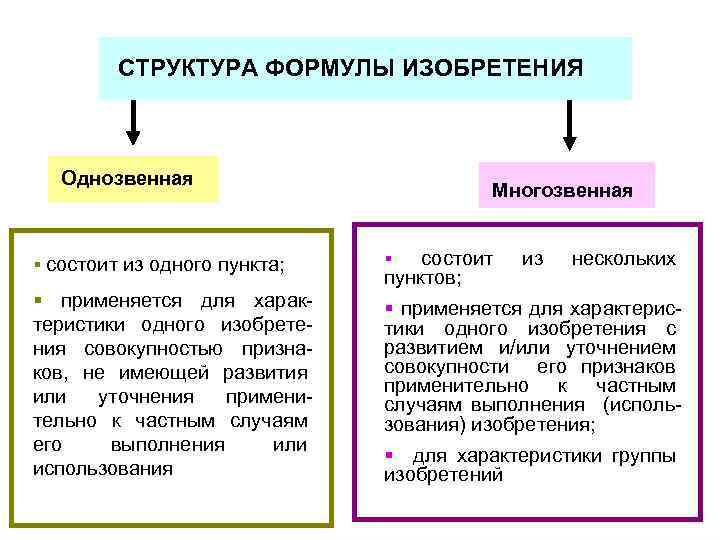 СТРУКТУРА ФОРМУЛЫ ИЗОБРЕТЕНИЯ
Однозвенная
▪ состоит из одного пункта;
▪ применяется для харак-
теристики одного изобрете-
ния совокупностью призна-
ков, не имеющей развития
или уточнения примени-
тельно к частным случаям
его выполнения или
использования
Многозвенная
▪ состоит из нескольких
пунктов;
▪ применяется для характерис-
тики одного изобретения с
развитием и/или уточнением
совокупности его признаков
применительно к частным
случаям выполнения (исполь-
зования) изобретения;
▪ для характеристики группы
изобретений